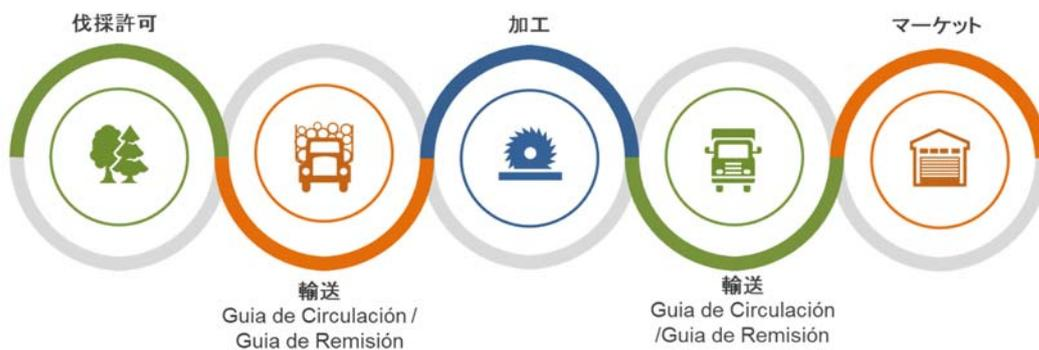 伐採許可
加工
マーケット
輸送
Guia de Circulación /
Guia de Remisión
輸送
Guia de Circulación
/Guia de Remisión